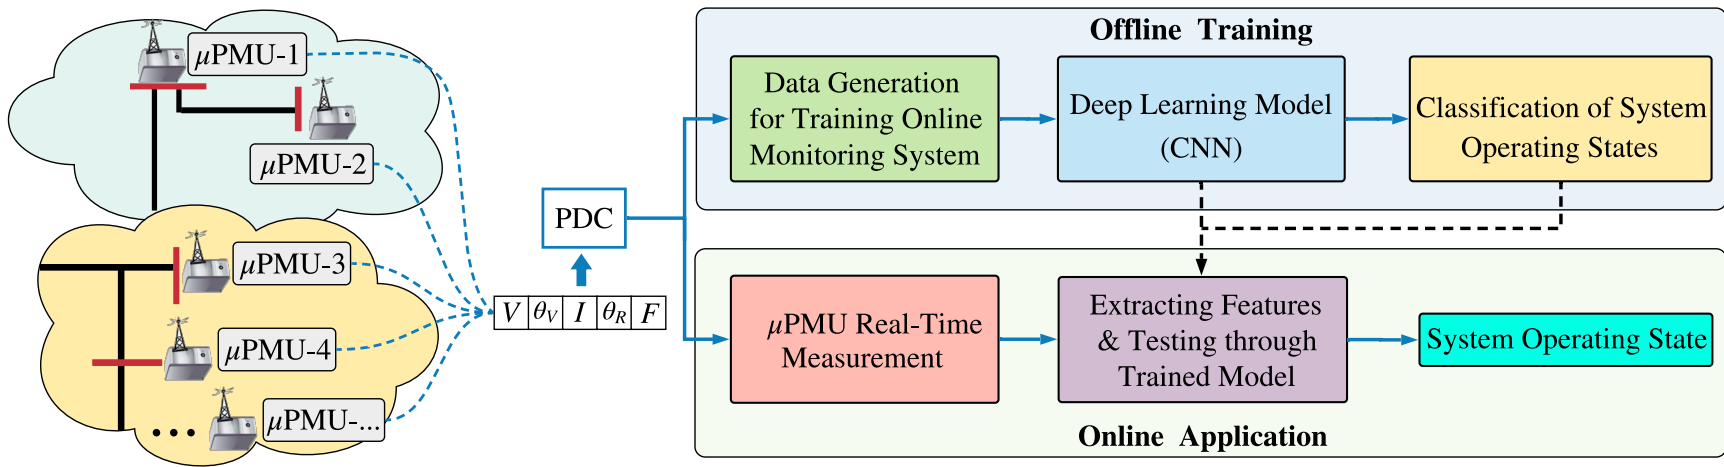 μPMU-1
μPMU-2
μPMU-3
μPMU-4
μPMU-...
V θ_V I θ_R F
PDC
Offline Training
Data Generation
for Training Online
Monitoring System
Deep Learning Model
(CNN)
Classification of System
Operating States
μPMU Real-Time
Measurement
Extracting Features
& Testing through
Trained Model
System Operating State
Online Application